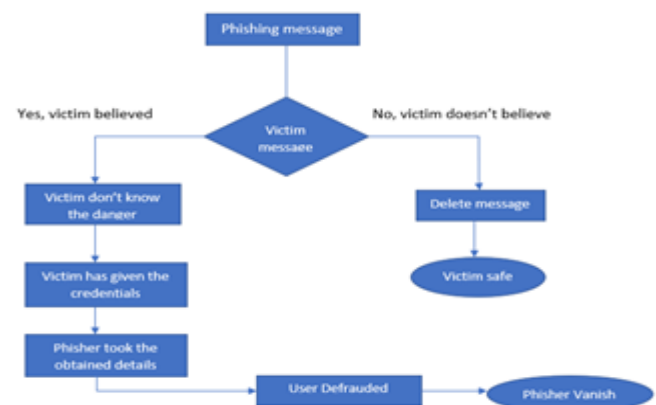 Phishing message
Yes, victim believed
No, victim doesn't believe
Victim
message
Victim don't know
the danger
Delete message
Victim has given the
credentials
Victim safe
Phisher took the
obtained details
User Defrauded
Phisher Vanish